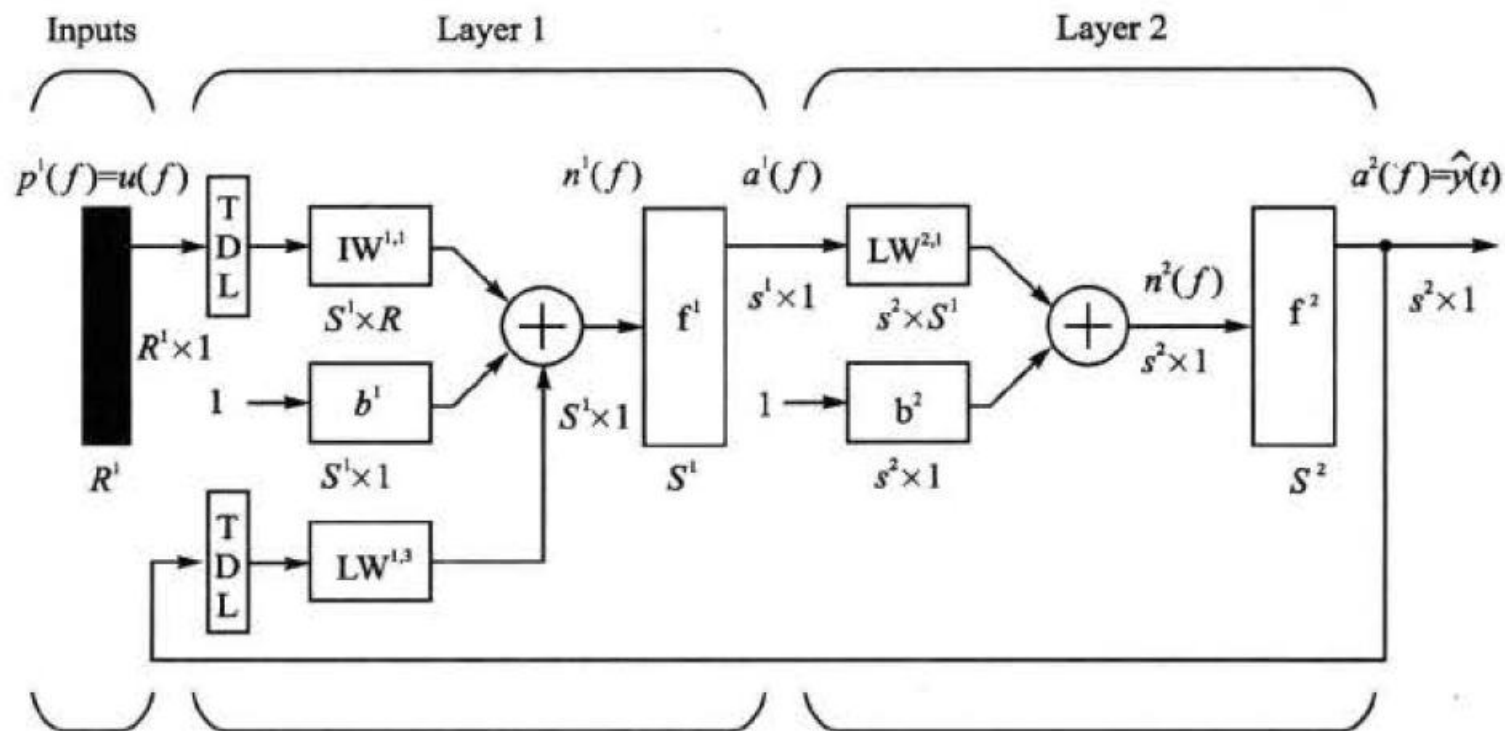 Inputs
Layer 1
Layer 2
p¹(f)=u(f)
n¹(f)
a¹(f)
a²(f)=ŷ(t)
TDL
IW¹,¹
f¹
LW²,¹
n²(f)
f²
S¹×R
s¹×1
s²×S¹
s²×1
R¹×1
s²×1
1
b¹
S¹×1
1
b²
R¹
S¹×1
S¹
s²×1
S²
TDL
LW¹,³